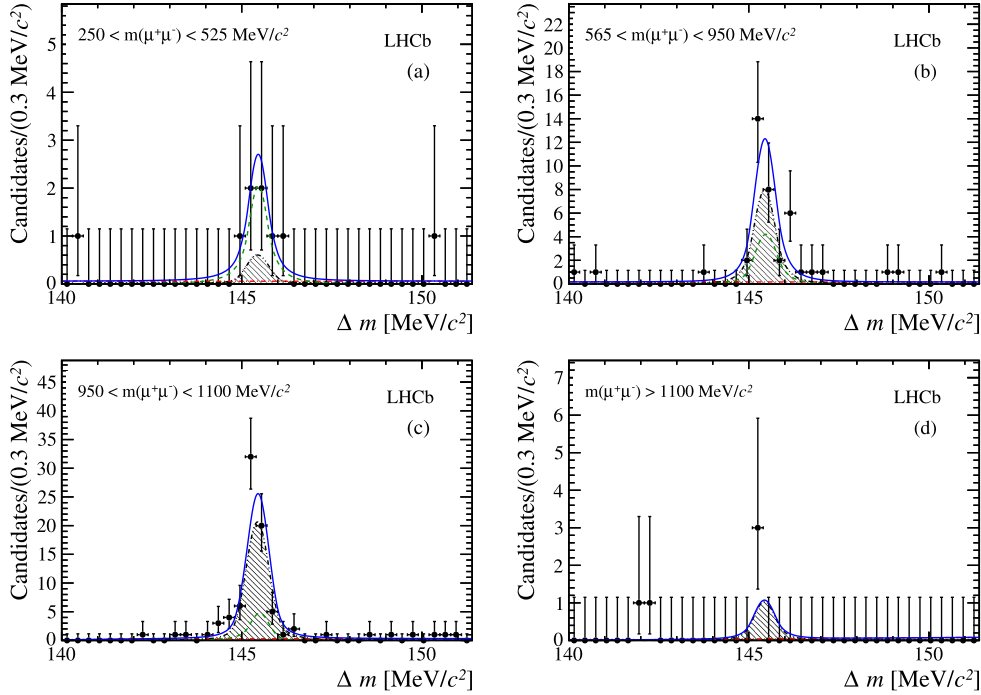 Candidates/(0.3 MeV/c²)
250 < m(μ⁺μ⁻) < 525 MeV/c²
LHCb
(a)
5
4
3
2
1
0
140 145 150
Δ m [MeV/c²]
Candidates/(0.3 MeV/c²)
565 < m(μ⁺μ⁻) < 950 MeV/c²
LHCb
(b)
22
20
18
16
14
12
10
8
6
4
2
0
140 145 150
Δ m [MeV/c²]
Candidates/(0.3 MeV/c²)
950 < m(μ⁺μ⁻) < 1100 MeV/c²
LHCb
(c)
45
40
35
30
25
20
15
10
5
0
140 145 150
Δ m [MeV/c²]
Candidates/(0.3 MeV/c²)
m(μ⁺μ⁻) > 1100 MeV/c²
LHCb
(d)
7
6
5
4
3
2
1
0
140 145 150
Δ m [MeV/c²]